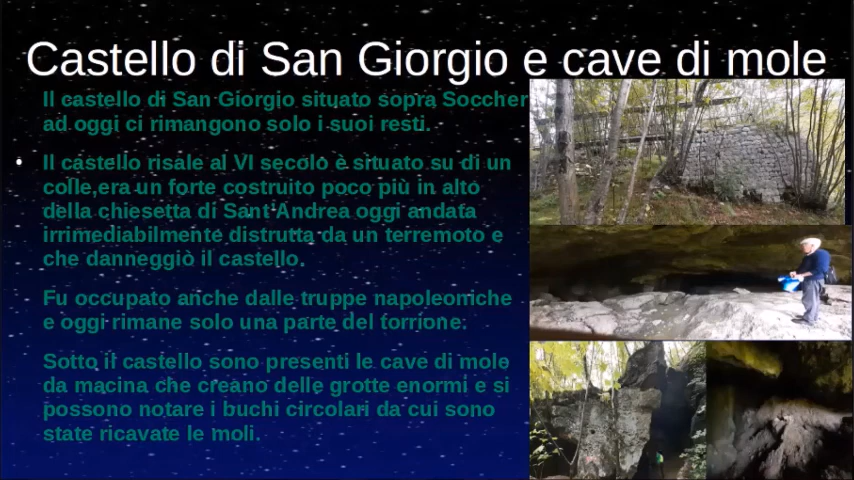 Castello di San Giorgio e cave di mole
Il castello di San Giorgio situato sopra Soccher
ad oggi ci rimangono solo i suoi resti.
Il castello risale al VI secolo è situato su di un
colle,era un forte costruito poco più in alto
della chiesetta di Sant'Andrea oggi andata
irrimediabilmente distrutta da un terremoto e
che danneggiò il castello.
Fu occupato anche dalle truppe napoleoniche
e oggi rimane solo una parte del torrione.
Sotto il castello sono presenti le cave di mole
da macina che creano delle grotte enormi e si
possono notare i buchi circolari da cui sono
state ricavate le moli.